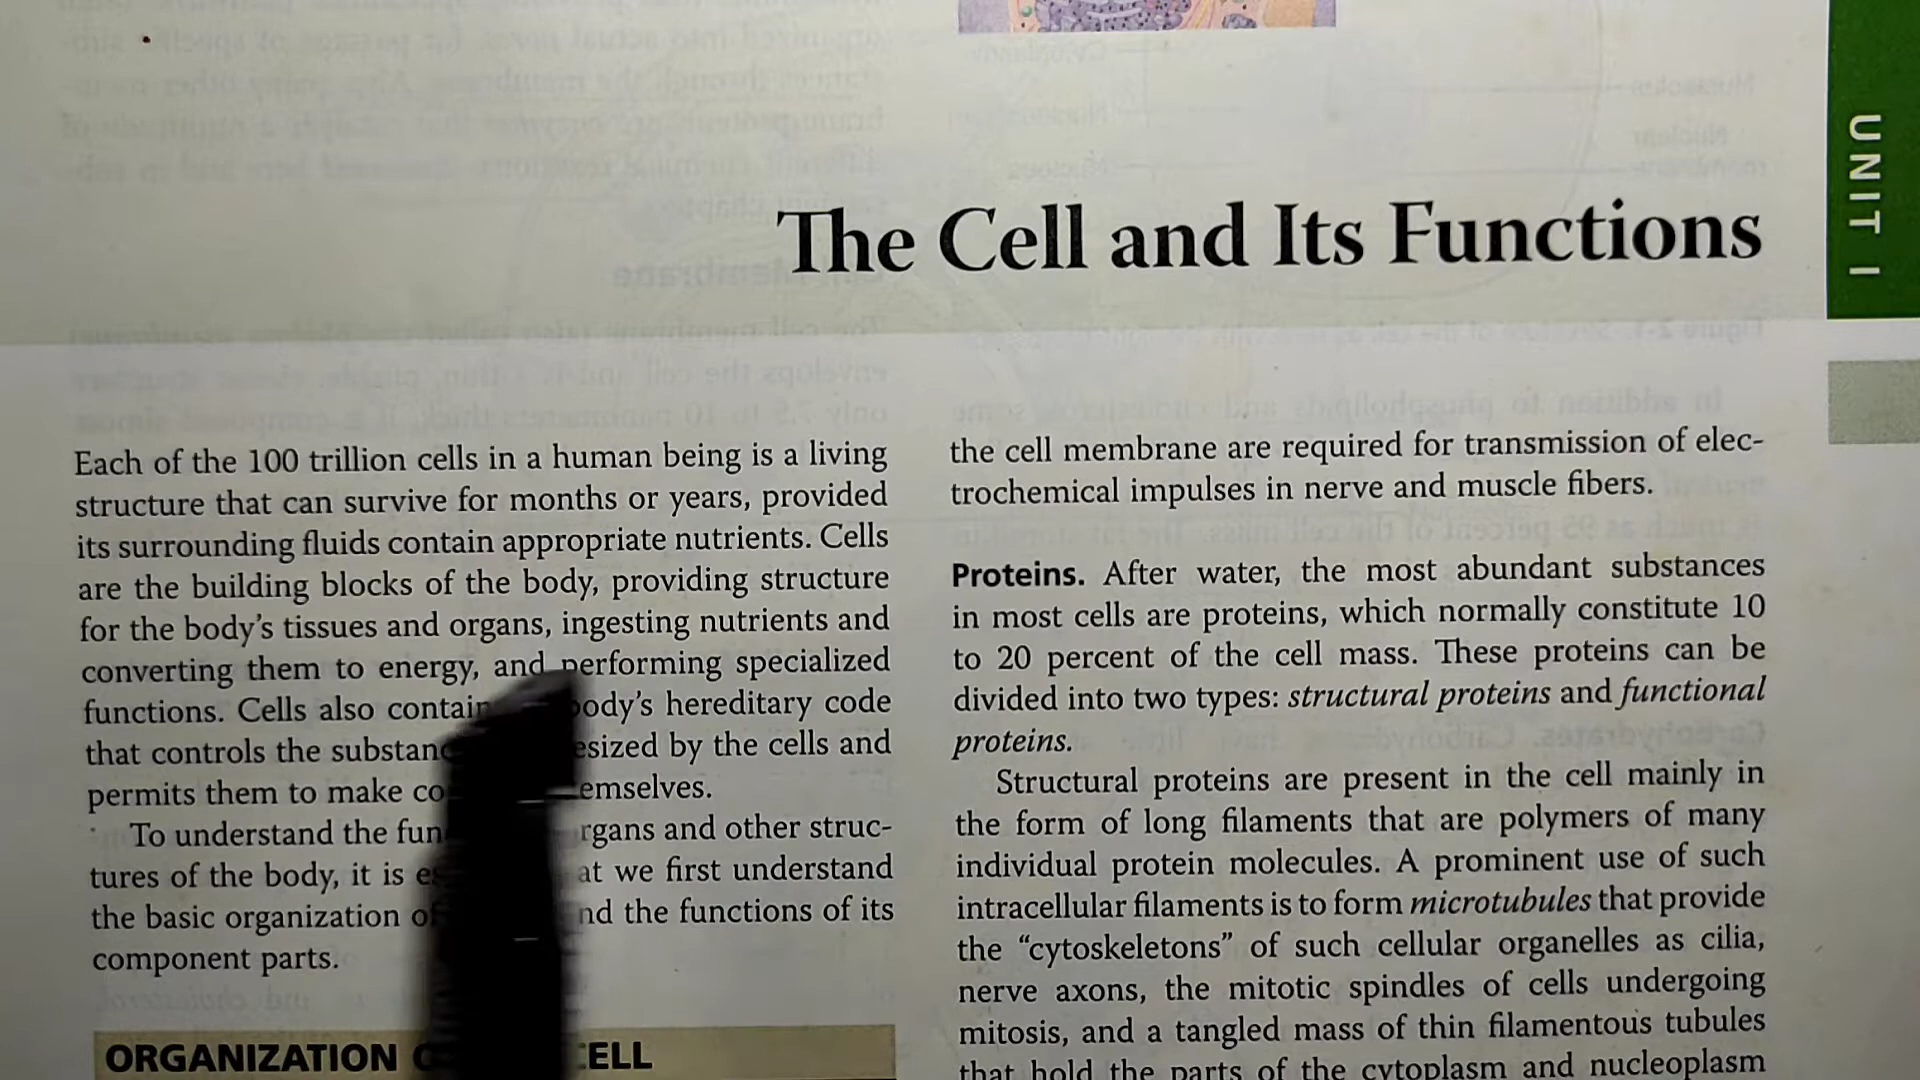 UNIT I
The Cell and Its Functions
Each of the 100 trillion cells in a human being is a living
structure that can survive for months or years, provided
its surrounding fluids contain appropriate nutrients. Cells
are the building blocks of the body, providing structure
for the body's tissues and organs, ingesting nutrients and
converting them to energy, and performing specialized
functions. Cells also contain body's hereditary code
that controls the by the cells and
permits them to make
To understand the and other struc-
tures of the body, it is we first understand
the basic organization the functions of its
component parts.
ORGANIZATION CELL
the cell membrane are required for transmission of elec-
trochemical impulses in nerve and muscle fibers.
Proteins. After water, the most abundant substances
in most cells are proteins, which normally constitute 10
to 20 percent of the cell mass. These proteins can be
divided into two types: structural proteins and functional
proteins.
Structural proteins are present in the cell mainly in
the form of long filaments that are polymers of many
individual protein molecules. A prominent use of such
intracellular filaments is to form microtubules that provide
the “cytoskeletons” of such cellular organelles as cilia,
nerve axons, the mitotic spindles of cells undergoing
mitosis, and a tangled mass of thin filamentous tubules
that hold the parts of the cytoplasm and nucleoplasm